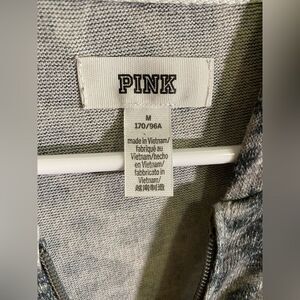 PINK
M
170/96A
made in Vietnam/
fabriqué au
Vietnam/hecho
en Vietnam/
fabbricato in
Vietnam/
越南制造